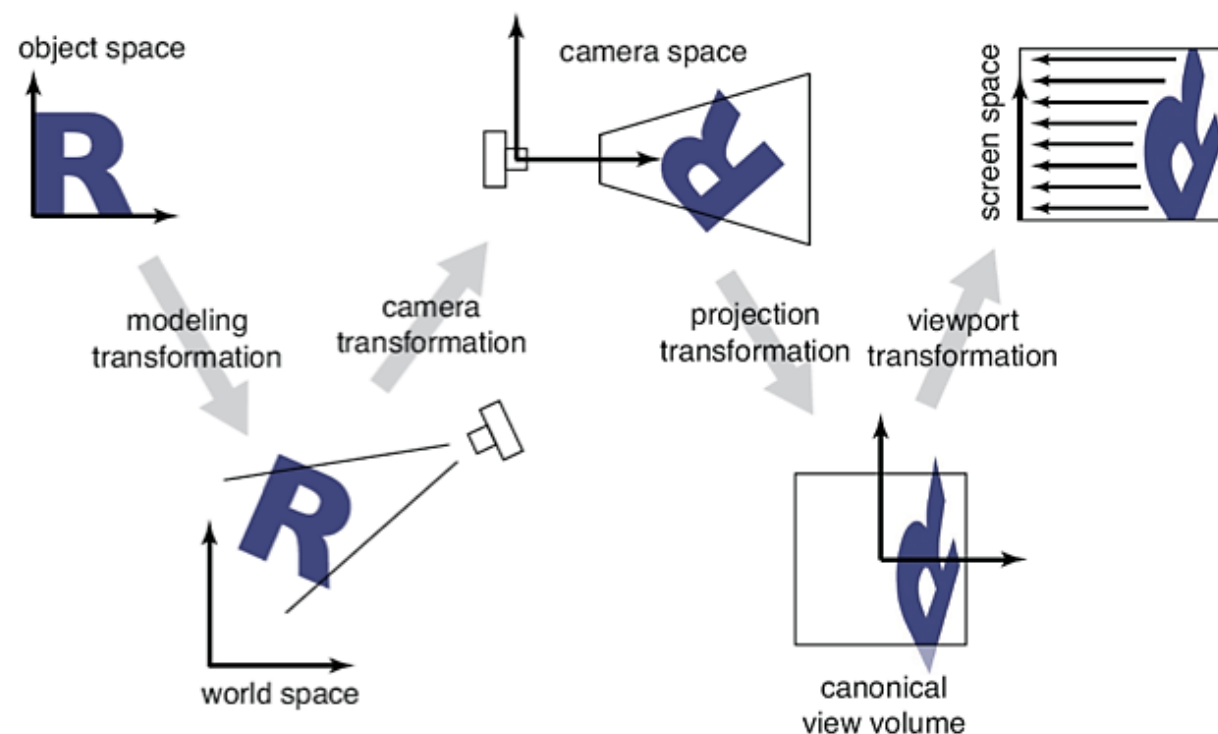 object space
camera space
screen space
modeling
transformation
camera
transformation
projection
transformation
viewport
transformation
world space
canonical
view volume